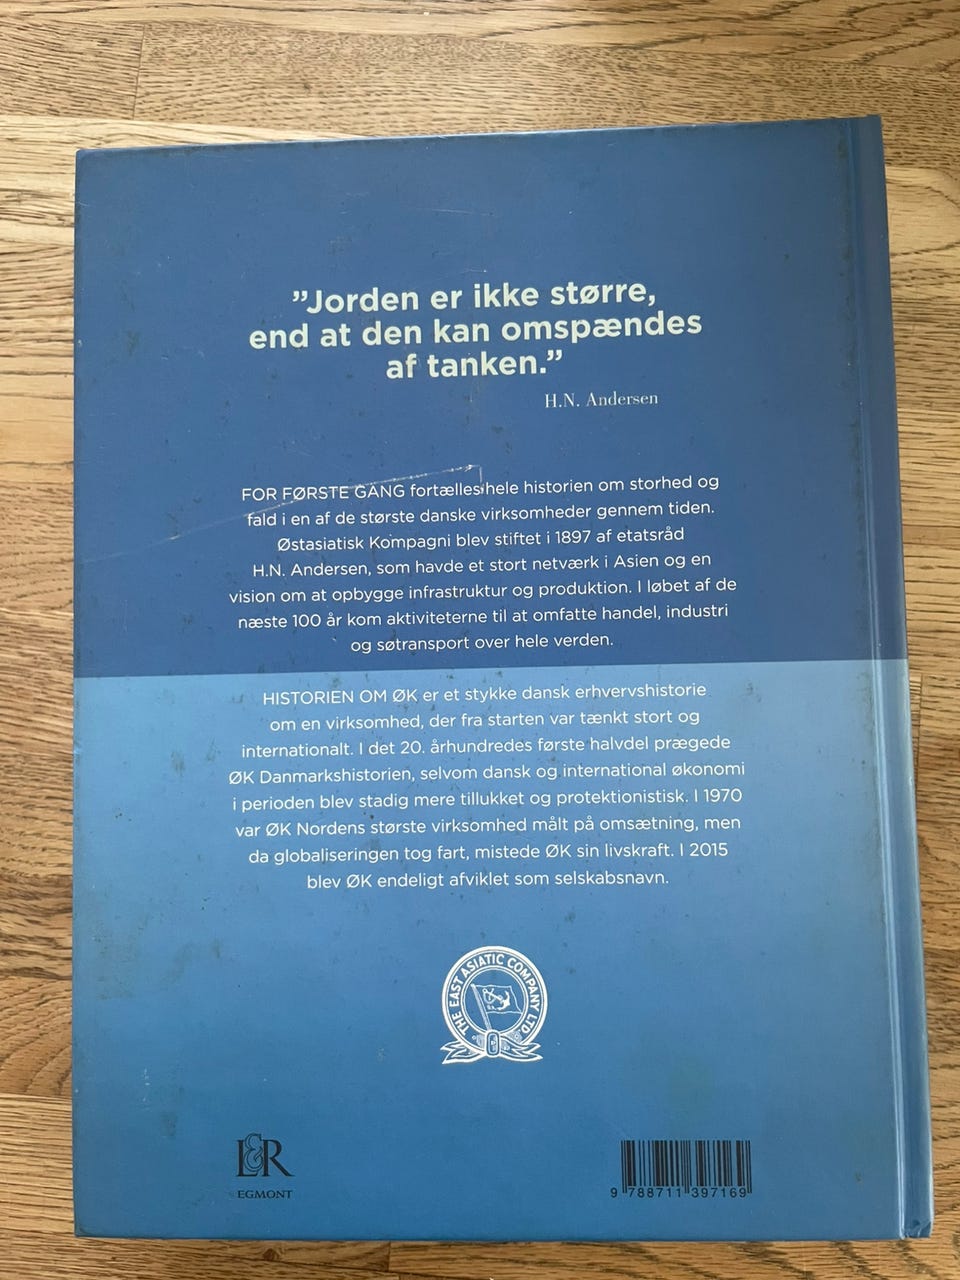 ”Jorden er ikke større,
end at den kan omspændes
af tanken.”
H.N. Andersen
FOR FØRSTE GANG fortælles hele historien om storhed og
fald i en af de største danske virksomheder gennem tiden.
Østasiatisk Kompagni blev stiftet i 1897 af etatsråd
H.N. Andersen, som havde et stort netværk i Asien og en
vision om at opbygge infrastruktur og produktion. I løbet af de
næste 100 år kom aktiviteterne til at omfatte handel, industri
og søtransport over hele verden.
HISTORIEN OM ØK er et stykke dansk erhvervshistorie
om en virksomhed, der fra starten var tænkt stort og
internationalt. I det 20. århundredes første halvdel prægede
ØK Danmarkshistorien, selvom dansk og international økonomi
i perioden blev stadig mere tillukket og protektionistisk. I 1970
var ØK Nordens største virksomhed målt på omsætning, men
da globaliseringen tog fart, mistede ØK sin livskraft. I 2015
blev ØK endeligt afviklet som selskabsnavn.
THE EAST ASIATIC COMPANY LTD.
L&R
EGMONT
9 788711 397169